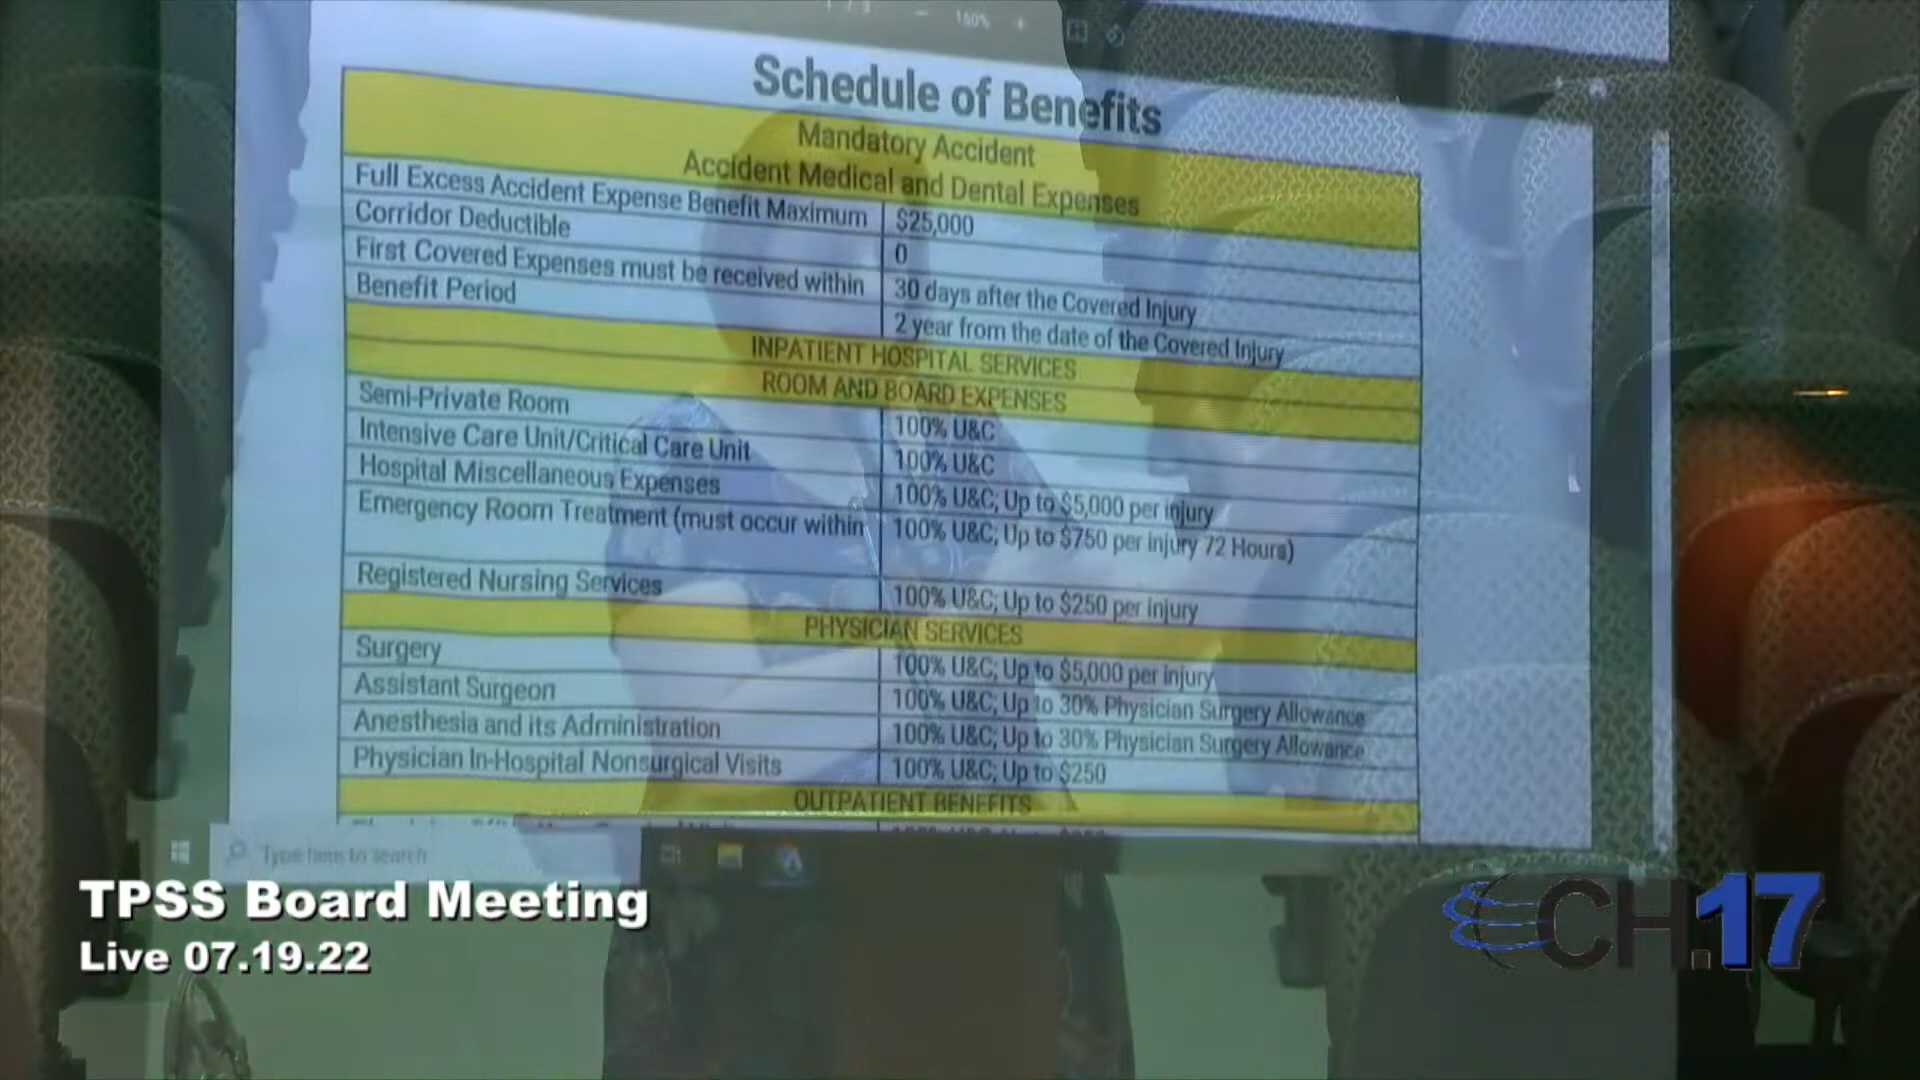 150%
Schedule of Benefits
Mandatory Accident
Accident Medical and Dental Expenses
Full Excess Accident Expense Benefit Maximum $25,000
Corridor Deductible 0
First Covered Expenses must be received within 30 days after the Covered Injury
Benefit Period 2 year from the date of the Covered Injury
INPATIENT HOSPITAL SERVICES
ROOM AND BOARD EXPENSES
Semi-Private Room 100% U&C
Intensive Care Unit/Critical Care Unit 100% U&C
Hospital Miscellaneous Expenses 100% U&C; Up to $5,000 per injury
Emergency Room Treatment (must occur within 100% U&C; Up to $750 per injury 72 Hours)
Registered Nursing Services 100% U&C; Up to $250 per injury
PHYSICIAN SERVICES
Surgery 100% U&C; Up to $5,000 per injury
Assistant Surgeon 100% U&C; Up to 30% Physician Surgery Allowance
Anesthesia and its Administration 100% U&C; Up to 30% Physician Surgery Allowance
Physician In-Hospital Nonsurgical Visits 100% U&C; Up to $250
OUTPATIENT BENEFITS
Type here to search
TPSS Board Meeting
Live 07.19.22
CH.17